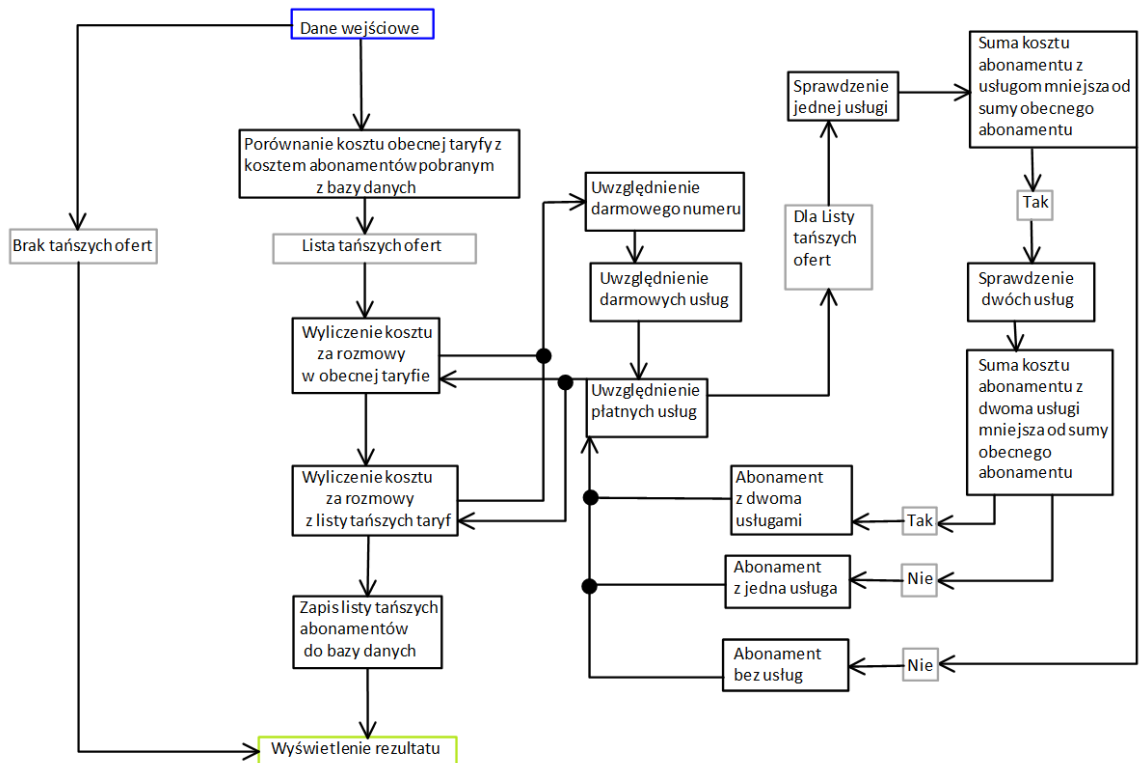 Dane wejściowe
Porównanie kosztu obecnej taryfy z
kosztem abonamentów pobranym
z bazy danych
Brak tańszych ofert
Lista tańszych ofert
Wyliczenie kosztu
za rozmowy
w obecnej taryfie
Wyliczenie kosztu
za rozmowy
z listy tańszych taryf
Zapis listy tańszych
abonamentów
do bazy danych
Wyświetlenie rezultatu
Uwzględnienie
darmowego numeru
Uwzględnienie
darmowych usług
Uwzględnienie
płatnych usług
Dla Listy
tańszych
ofert
Sprawdzenie
jednej usługi
Suma kosztu
abonamentu z
usługom mniejsza od
sumy obecnego
abonamentu
Tak
Sprawdzenie
dwóch usług
Suma kosztu
abonamentu z
dwoma usługi
mniejsza od sumy
obecnego
abonamentu
Tak
Abonament
z dwoma
usługami
Nie
Abonament
z jedna usługa
Nie
Abonament
bez usług